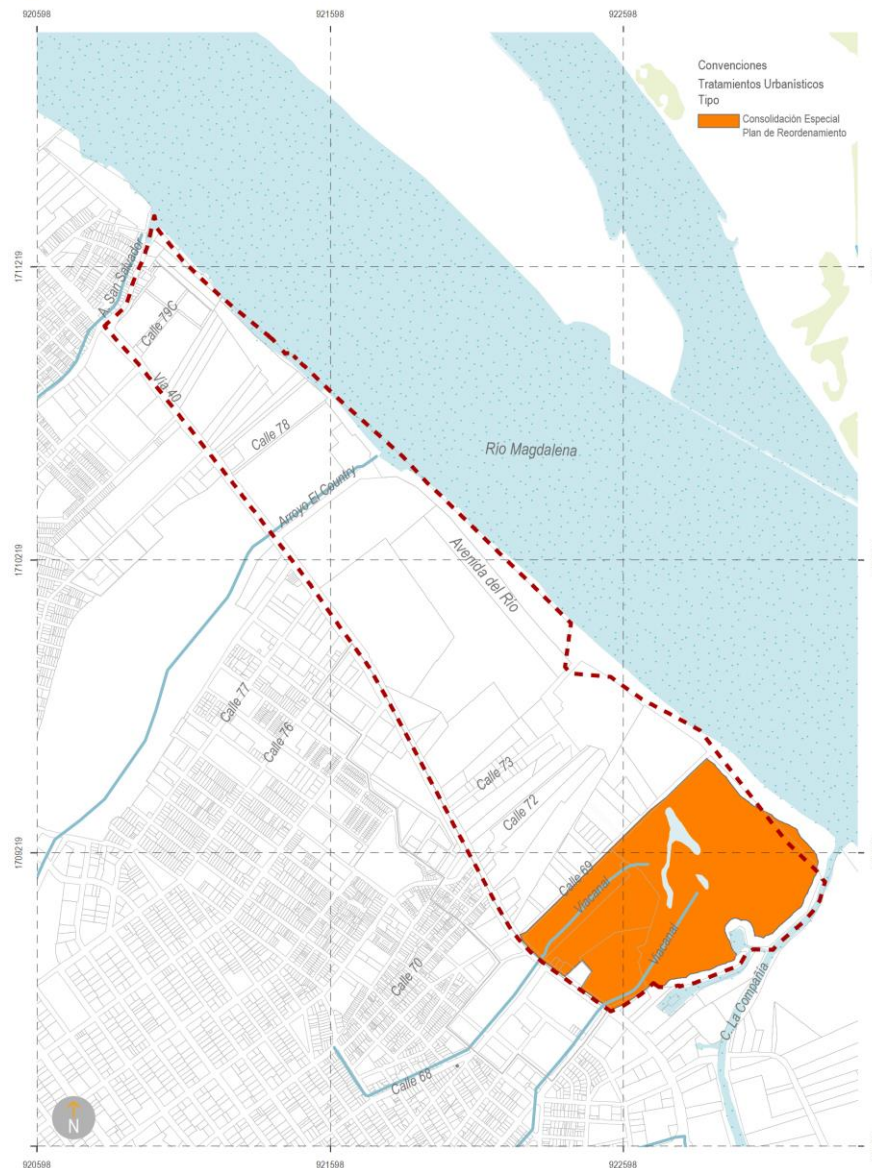 920598
921598
922598
Convenciones
Tratamientos Urbanísticos
Tipo
Consolidación Especial
Plan de Reordenamiento
1711219
A. San Salvador
Calle 79C
Vía 40
Calle 78
Río Magdalena
Arroyo El Country
1710219
Avenida del Río
Calle 77
Calle 76
Calle 73
Calle 72
1709219
Calle 69
Viacanal
Viacanal
Calle 70
C. La Compañía
Calle 68
N
920598
921598
922598